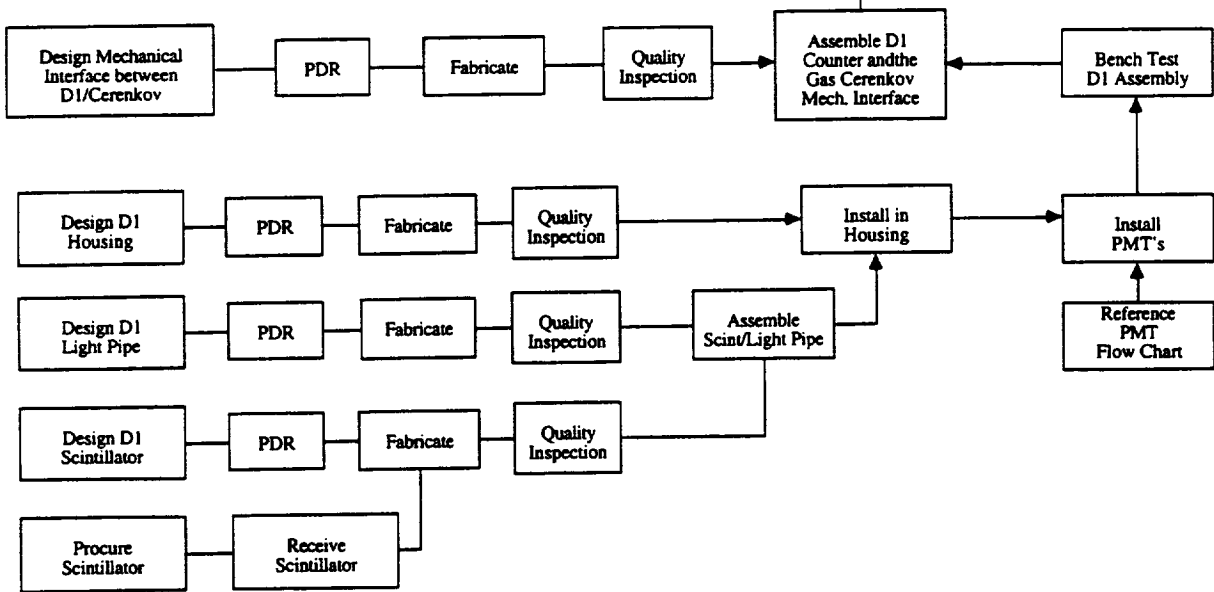 Design Mechanical
Interface between
D1/Cerenkov
PDR
Fabricate
Quality
Inspection
Assemble D1
Counter andthe
Gas Cerenkov
Mech. Interface
Bench Test
D1 Assembly
Design D1
Housing
PDR
Fabricate
Quality
Inspection
Install in
Housing
Install
PMT's
Design D1
Light Pipe
PDR
Fabricate
Quality
Inspection
Assemble
Scint/Light Pipe
Reference
PMT
Flow Chart
Design D1
Scintillator
PDR
Fabricate
Quality
Inspection
Procure
Scintillator
Receive
Scintillator